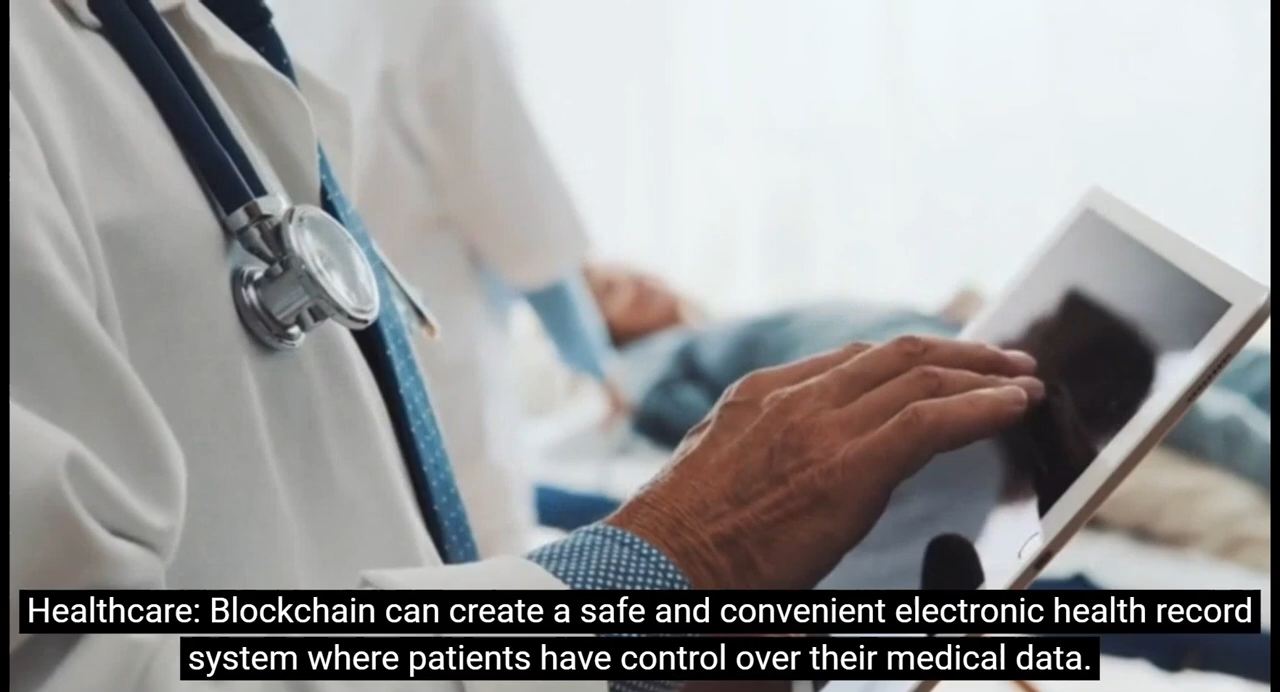 Healthcare: Blockchain can create a safe and convenient electronic health record
system where patients have control over their medical data.